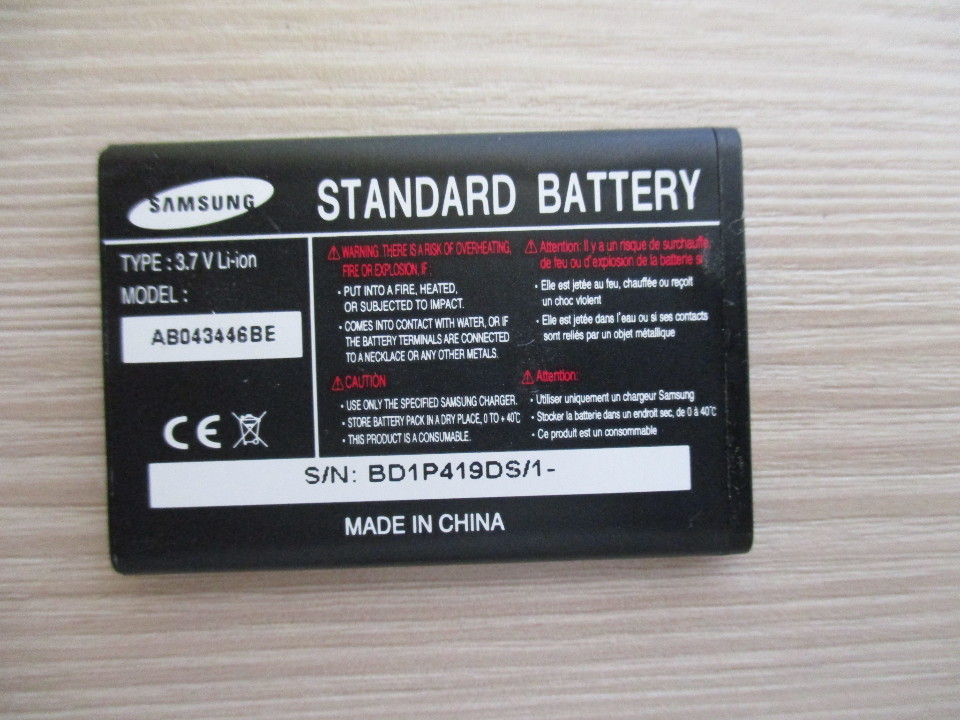 SAMSUNG
STANDARD BATTERY
TYPE : 3.7 V Li-ion
MODEL :
AB043446BE
WARNING: THERE IS A RISK OF OVERHEATING,
FIRE OR EXPLOSION, IF :
• PUT INTO A FIRE, HEATED,
OR SUBJECTED TO IMPACT.
• COMES INTO CONTACT WITH WATER, OR IF
THE BATTERY TERMINALS ARE CONNECTED
TO A NECKLACE OR ANY OTHER METALS.
CAUTION
• USE ONLY THE SPECIFIED SAMSUNG CHARGER.
• STORE BATTERY PACK IN A DRY PLACE, 0 TO + 40℃
• THIS PRODUCT IS A CONSUMABLE.
Attention: Il y a un risque de surchauffe,
de feu ou d'explosion de la batterie si
• Elle est jetée au feu, chauffée ou reçoit
un choc violent
• Elle est jetée dans l'eau ou si ses contacts
sont reliés par un objet métallique
Attention:
• Utiliser uniquement un chargeur Samsung
• Stocker la batterie dans un endroit sec, de 0 à 40℃
• Ce produit est un consommable
CE
S/N: BD1P419DS/1-
MADE IN CHINA